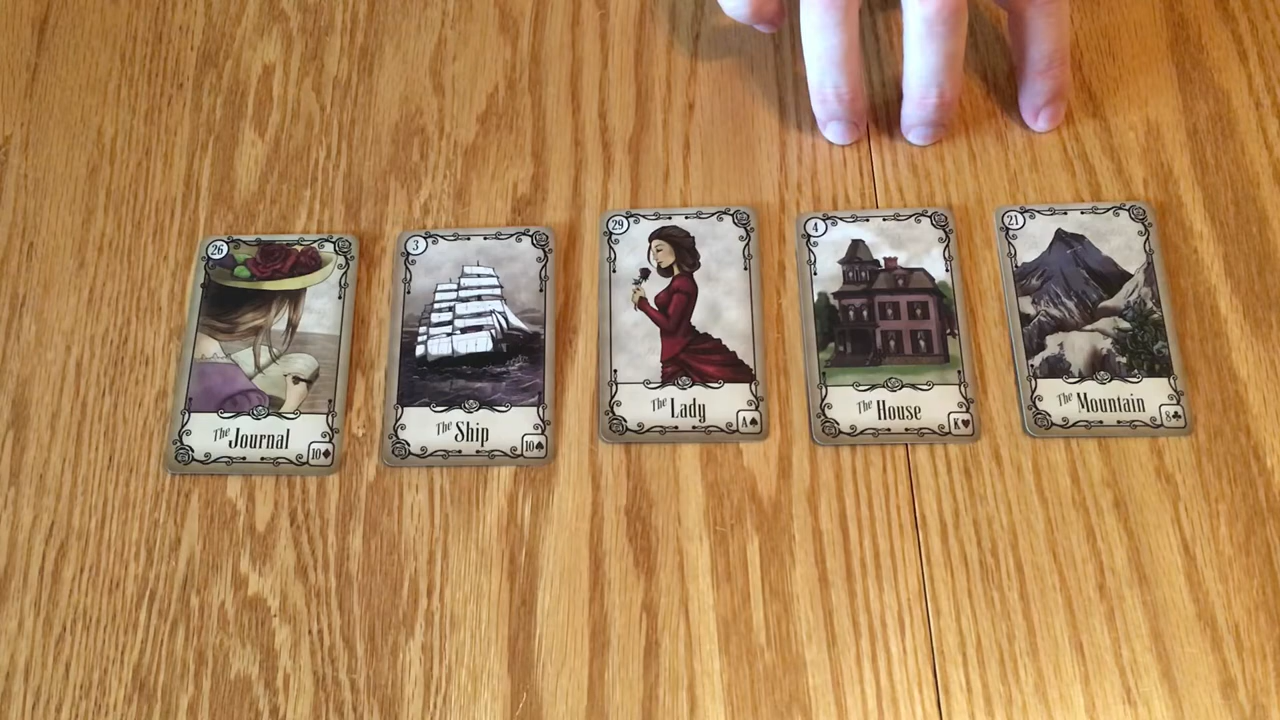 26
The Journal
10♦
3
The Ship
10♠
29
The Lady
A♠
4
The House
K♥
21
The Mountain
8♣